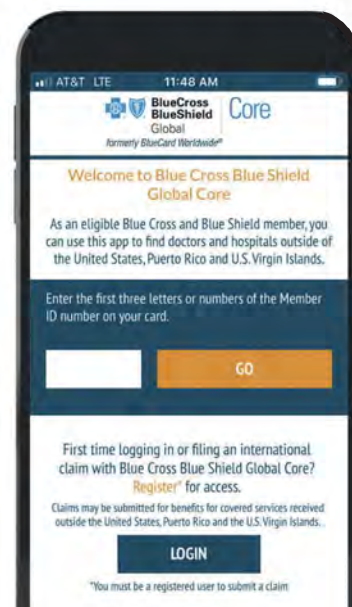 AT&T LTE 11:48 AM
BlueCross
BlueShield
Global
Core
formerly BlueCard Worldwide®
Welcome to Blue Cross Blue Shield
Global Core
As an eligible Blue Cross and Blue Shield member, you
can use this app to find doctors and hospitals outside of
the United States, Puerto Rico and U.S. Virgin Islands.
Enter the first three letters or numbers of the Member
ID number on your card.
GO
First time logging in or filing an international
claim with Blue Cross Blue Shield Global Core?
Register* for access.
Claims may be submitted for benefits for covered services received
outside the United States, Puerto Rico and the U.S. Virgin Islands.
LOGIN
*You must be a registered user to submit a claim